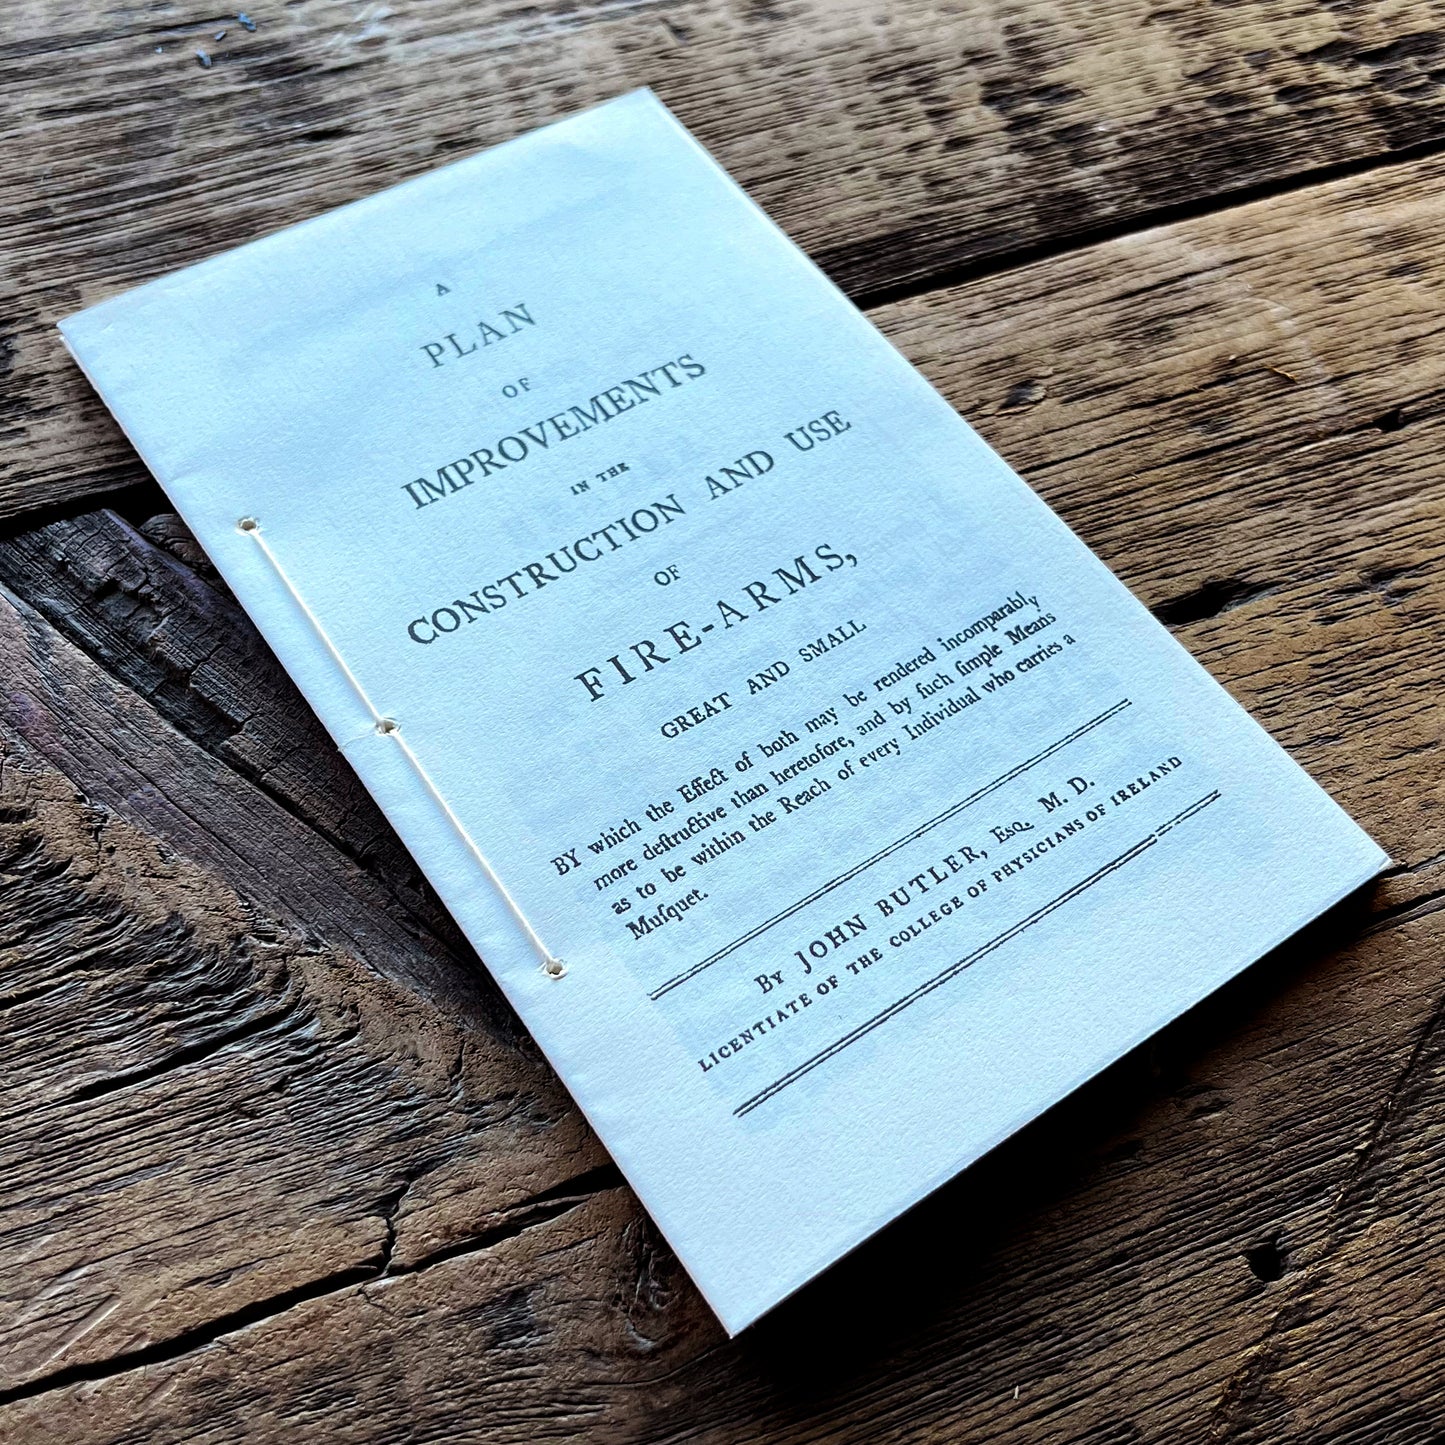 A
PLAN
OF
IMPROVEMENTS
IN THE
CONSTRUCTION AND USE
OF
FIRE-ARMS,
GREAT AND SMALL
BY which the Effect of both may be rendered incomparably
more deſtructive than heretofore, and by ſuch ſimple Means
as to be within the Reach of every Individual who carries a
Muſquet.
By JOHN BUTLER, Esq. M. D.
LICENTIATE OF THE COLLEGE OF PHYSICIANS OF IRELAND